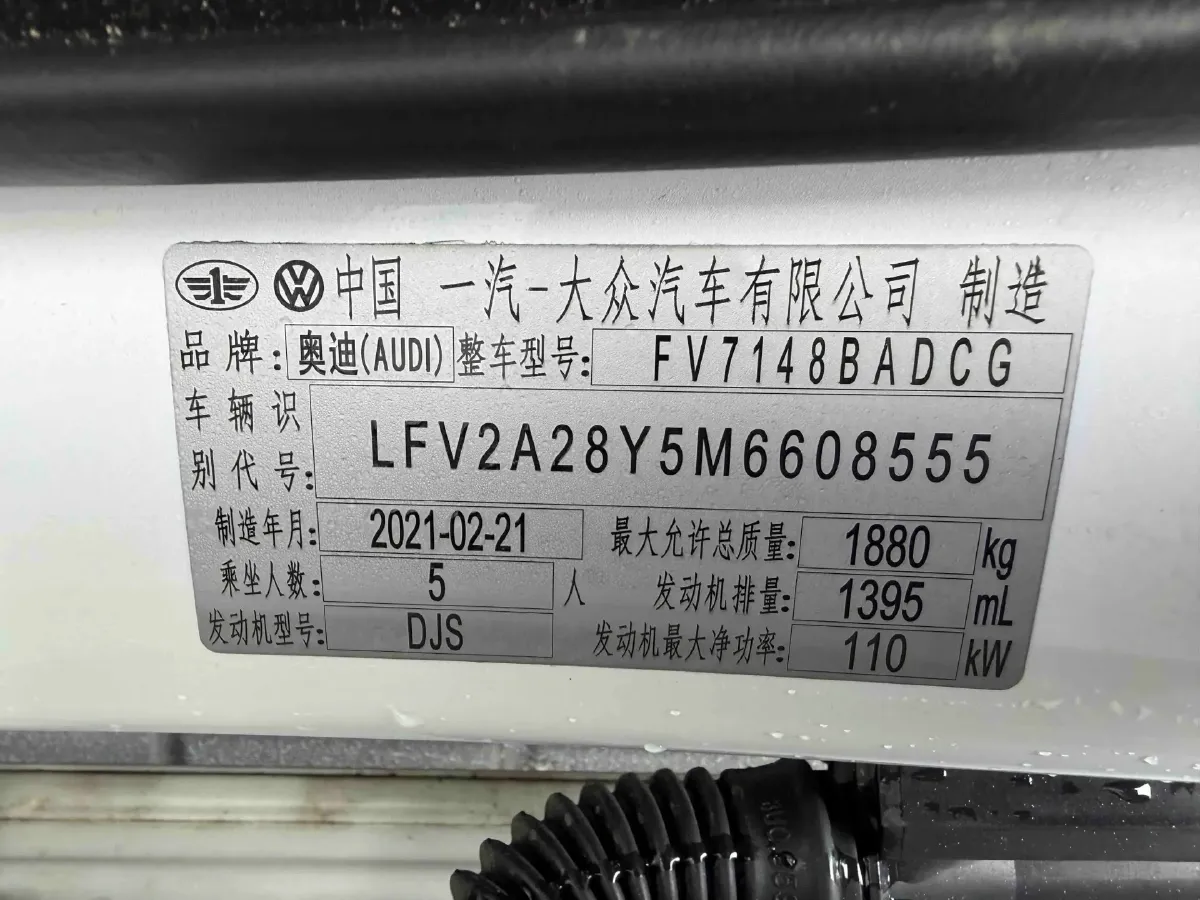 中国 一汽-大众汽车有限公司 制造
品牌: 奥迪(AUDI) 整车型号: FV7148BADCG
车辆识别代号: LFV2A28Y5M6608555
制造年月: 2021-02-21 最大允许总质量: 1880 kg
乘坐人数: 5 人 发动机排量: 1395 mL
发动机型号: DJS 发动机最大净功率: 110 kW